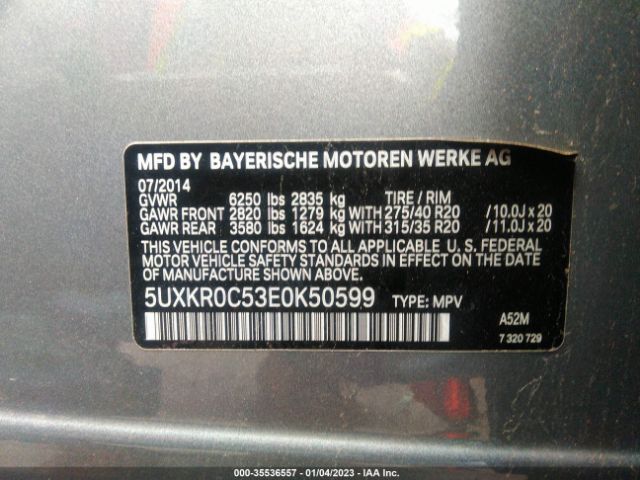 MFD BY BAYERISCHE MOTOREN WERKE AG
07/2014
GVWR 6250 lbs 2835 kg TIRE / RIM
GAWR FRONT 2820 lbs 1279 kg WITH 275/40 R20 /10.0J x 20
GAWR REAR 3580 lbs 1624 kg WITH 315/35 R20 /11.0J x 20
THIS VEHICLE CONFORMS TO ALL APPLICABLE U. S. FEDERAL
MOTOR VEHICLE SAFETY STANDARDS IN EFFECT ON THE
DATE OF MANUFACTURE SHOWN ABOVE.
5UXKR0C53E0K50599 TYPE: MPV
A52M
7 320 729
000-35536557 - 01/04/2023 - IAA Inc.